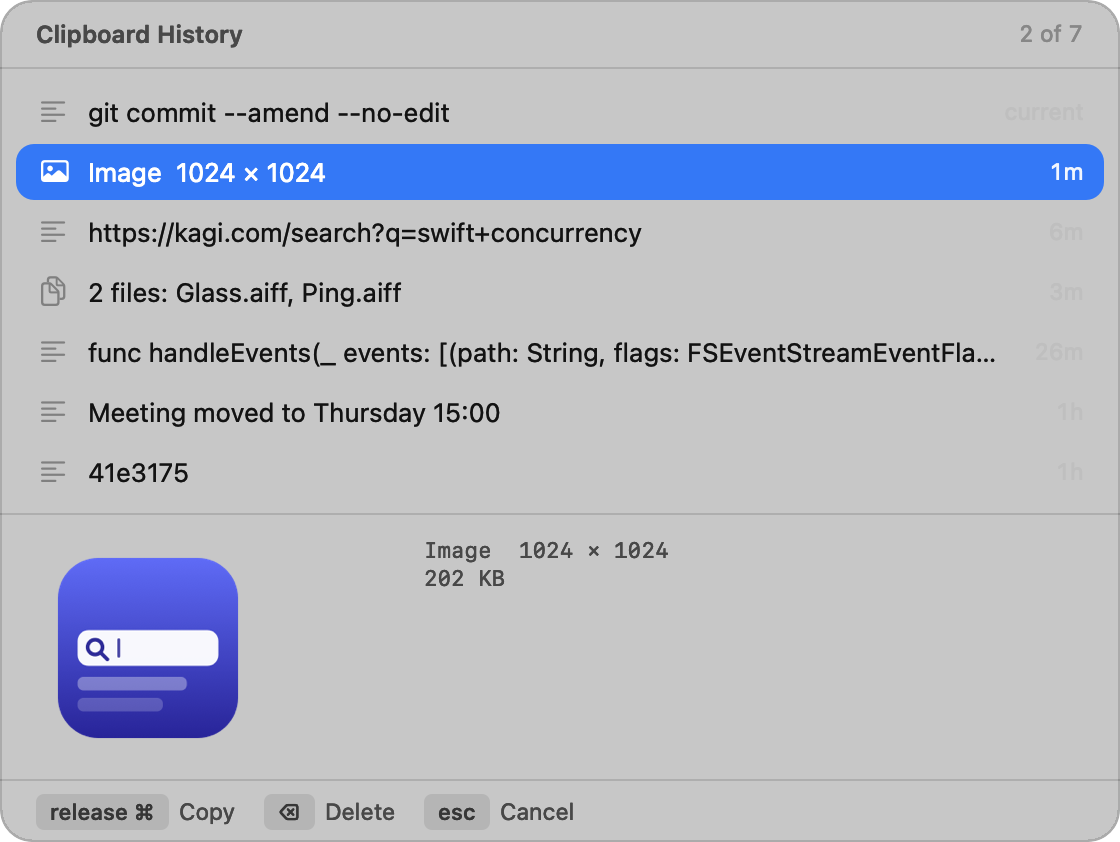 Clipboard History 2 of 7
git commit --amend --no-edit current
Image 1024 × 1024 1m
https://kagi.com/search?q=swift+concurrency 6m
2 files: Glass.aiff, Ping.aiff 3m
func handleEvents(_ events: [(path: String, flags: FSEventStreamEventFla... 26m
Meeting moved to Thursday 15:00 1h
41e3175 1h
Image 1024 × 1024
202 KB
release ⌘ Copy ⌫ Delete esc Cancel